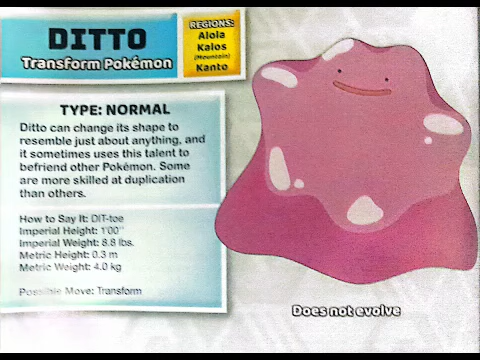 DITTO
Transform Pokémon
REGIONS:
Alola
Kalos
(Mountain)
Kanto
TYPE: NORMAL
Ditto can change its shape to
resemble just about anything, and
it sometimes uses this talent to
befriend other Pokémon. Some
are more skilled at duplication
than others.
How to Say It: DIT-toe
Imperial Height: 1'00"
Imperial Weight: 8.8 lbs.
Metric Height: 0.3 m
Metric Weight: 4.0 kg
Possible Move: Transform
Does not evolve